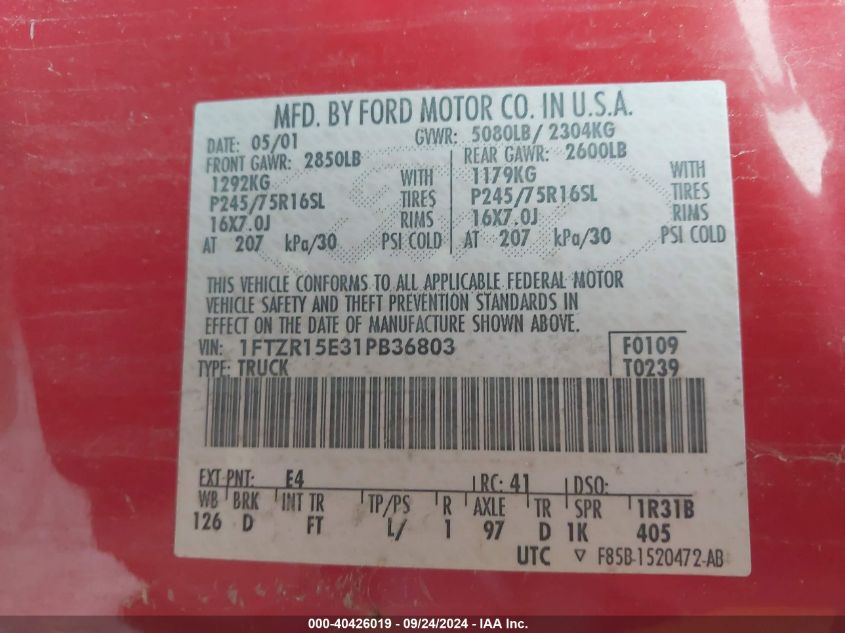 MFD. BY FORD MOTOR CO. IN U.S.A.
DATE: 05/01 GVWR: 5080LB/ 2304KG
FRONT GAWR: 2850LB REAR GAWR: 2600LB
1292KG WITH 1179KG WITH
P245/75R16SL TIRES P245/75R16SL TIRES
16X7.0J RIMS 16X7.0J RIMS
AT 207 kPa/30 PSI COLD AT 207 kPa/30 PSI COLD
THIS VEHICLE CONFORMS TO ALL APPLICABLE FEDERAL MOTOR
VEHICLE SAFETY AND THEFT PREVENTION STANDARDS IN
EFFECT ON THE DATE OF MANUFACTURE SHOWN ABOVE.
VIN: 1FTZR15E31PB36803 F0109
TYPE: TRUCK T0239
EXT PNT: E4 RC: 41 DSO:
WB BRK INT TR TP/PS R AXLE TR SPR 1R31B
126 D FT L/ 1 97 D 1K 405
UTC ▽ F85B-1520472-AB
000-40426019 - 09/24/2024 - IAA Inc.